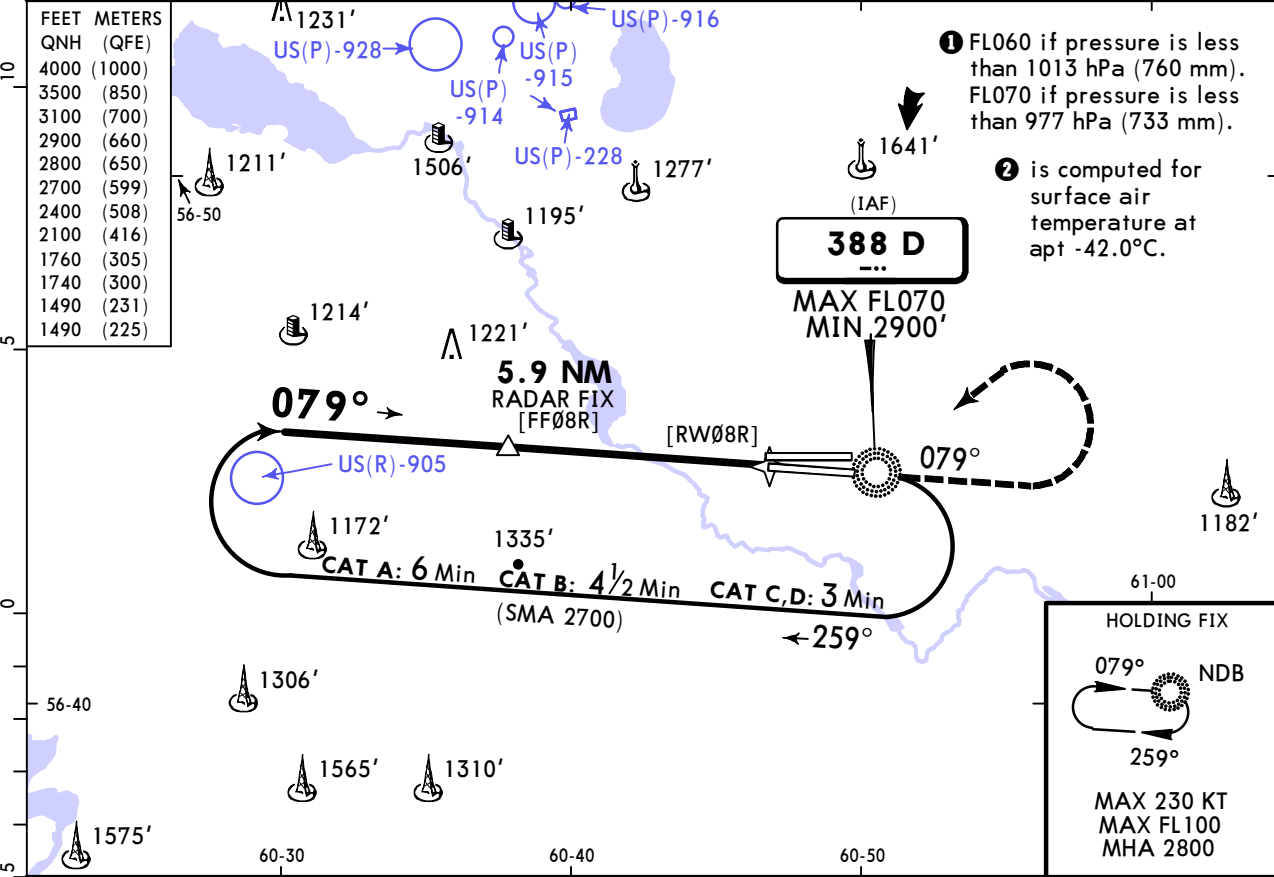 FEET METERS
QNH (QFE)
4000 (1000)
3500 (850)
3100 (700)
2900 (660)
2800 (650)
2700 (599)
2400 (508)
2100 (416)
1760 (305)
1740 (300)
1490 (231)
1490 (225)
10
5
0
5
1231'
US(P)-928
US(P)-916
US(P)
-915
US(P)
-914
US(P)-228
❶ FL060 if pressure is less
than 1013 hPa (760 mm).
FL070 if pressure is less
than 977 hPa (733 mm).
❷ is computed for
surface air
temperature at
apt -42.0°C.
1211'
56-50
1506'
1277'
1641'
1195'
(IAF)
388 D
MAX FL070
MIN 2900'
1214'
1221'
5.9 NM
RADAR FIX
[FFØ8R]
079°
[RWØ8R]
079°
US(R)-905
1182'
1172'
1335'
CAT A: 6 Min CAT B: 4½ Min CAT C,D: 3 Min
(SMA 2700)
259°
61-00
1306'
56-40
1565'
1310'
1575'
60-30
60-40
60-50
HOLDING FIX
079°
NDB
259°
MAX 230 KT
MAX FL100
MHA 2800